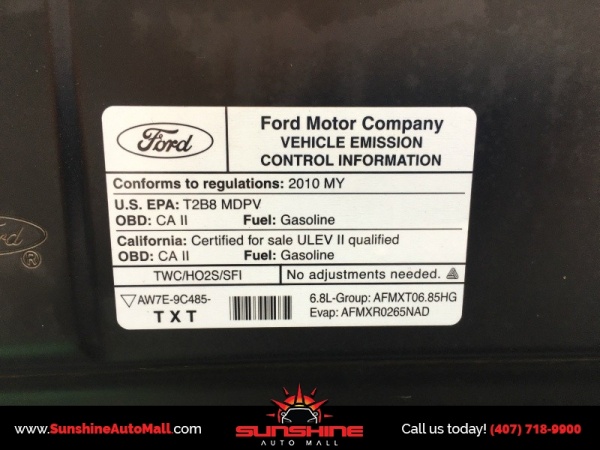 Ford
Ford Motor Company
VEHICLE EMISSION
CONTROL INFORMATION
Conforms to regulations: 2010 MY
U.S. EPA: T2B8 MDPV
OBD: CA II Fuel: Gasoline
California: Certified for sale ULEV II qualified
OBD: CA II Fuel: Gasoline
TWC/HO2S/SFI No adjustments needed.
AW7E-9C485-
TXT
6.8L-Group: AFMXT06.85HG
Evap: AFMXR0265NAD
Ford ®
www.SunshineAutoMall.com
SUNSHINE
AUTO MALL
Call us today! (407) 718-9900